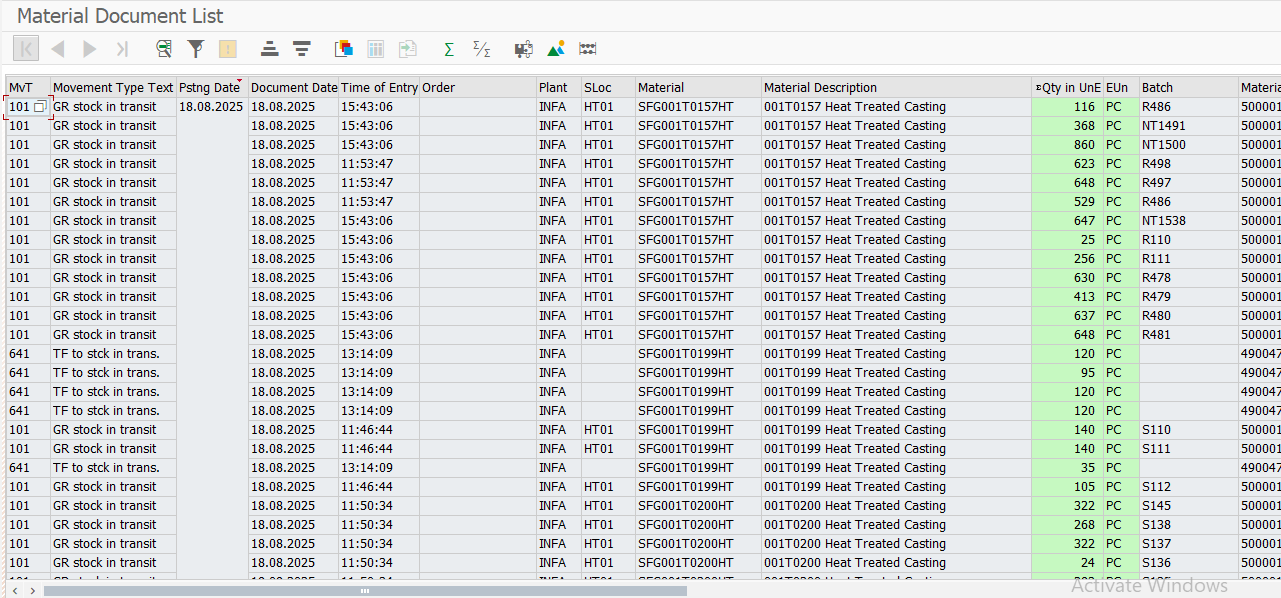 Material Document List
MvT Movement Type Text Pstng Date Document Date Time of Entry Order Plant SLoc Material Material Description Qty in UnE EUn Batch Materia
101 GR stock in transit 18.08.2025 18.08.2025 15:43:06 INFA HT01 SFG001T0157HT 001T0157 Heat Treated Casting 116 PC R486 500001
101 GR stock in transit 18.08.2025 15:43:06 INFA HT01 SFG001T0157HT 001T0157 Heat Treated Casting 368 PC NT1491 500001
101 GR stock in transit 18.08.2025 15:43:06 INFA HT01 SFG001T0157HT 001T0157 Heat Treated Casting 860 PC NT1500 500001
101 GR stock in transit 18.08.2025 11:53:47 INFA HT01 SFG001T0157HT 001T0157 Heat Treated Casting 623 PC R498 500001
101 GR stock in transit 18.08.2025 11:53:47 INFA HT01 SFG001T0157HT 001T0157 Heat Treated Casting 648 PC R497 500001
101 GR stock in transit 18.08.2025 11:53:47 INFA HT01 SFG001T0157HT 001T0157 Heat Treated Casting 529 PC R486 500001
101 GR stock in transit 18.08.2025 15:43:06 INFA HT01 SFG001T0157HT 001T0157 Heat Treated Casting 647 PC NT1538 500001
101 GR stock in transit 18.08.2025 15:43:06 INFA HT01 SFG001T0157HT 001T0157 Heat Treated Casting 25 PC R110 500001
101 GR stock in transit 18.08.2025 15:43:06 INFA HT01 SFG001T0157HT 001T0157 Heat Treated Casting 256 PC R111 500001
101 GR stock in transit 18.08.2025 15:43:06 INFA HT01 SFG001T0157HT 001T0157 Heat Treated Casting 630 PC R478 500001
101 GR stock in transit 18.08.2025 15:43:06 INFA HT01 SFG001T0157HT 001T0157 Heat Treated Casting 413 PC R479 500001
101 GR stock in transit 18.08.2025 15:43:06 INFA HT01 SFG001T0157HT 001T0157 Heat Treated Casting 637 PC R480 500001
101 GR stock in transit 18.08.2025 15:43:06 INFA HT01 SFG001T0157HT 001T0157 Heat Treated Casting 648 PC R481 500001
641 TF to stck in trans. 18.08.2025 13:14:09 INFA SFG001T0199HT 001T0199 Heat Treated Casting 120 PC 490047
641 TF to stck in trans. 18.08.2025 13:14:09 INFA SFG001T0199HT 001T0199 Heat Treated Casting 95 PC 490047
641 TF to stck in trans. 18.08.2025 13:14:09 INFA SFG001T0199HT 001T0199 Heat Treated Casting 120 PC 490047
641 TF to stck in trans. 18.08.2025 13:14:09 INFA SFG001T0199HT 001T0199 Heat Treated Casting 120 PC 490047
101 GR stock in transit 18.08.2025 11:46:44 INFA HT01 SFG001T0199HT 001T0199 Heat Treated Casting 140 PC S110 500001
101 GR stock in transit 18.08.2025 11:46:44 INFA HT01 SFG001T0199HT 001T0199 Heat Treated Casting 140 PC S111 500001
641 TF to stck in trans. 18.08.2025 13:14:09 INFA SFG001T0199HT 001T0199 Heat Treated Casting 35 PC 490047
101 GR stock in transit 18.08.2025 11:46:44 INFA HT01 SFG001T0199HT 001T0199 Heat Treated Casting 105 PC S112 500001
101 GR stock in transit 18.08.2025 11:50:34 INFA HT01 SFG001T0200HT 001T0200 Heat Treated Casting 322 PC S145 500001
101 GR stock in transit 18.08.2025 11:50:34 INFA HT01 SFG001T0200HT 001T0200 Heat Treated Casting 268 PC S138 500001
101 GR stock in transit 18.08.2025 11:50:34 INFA HT01 SFG001T0200HT 001T0200 Heat Treated Casting 322 PC S137 500001
101 GR stock in transit 18.08.2025 11:50:34 INFA HT01 SFG001T0200HT 001T0200 Heat Treated Casting 24 PC S136 500001
Activate Windows